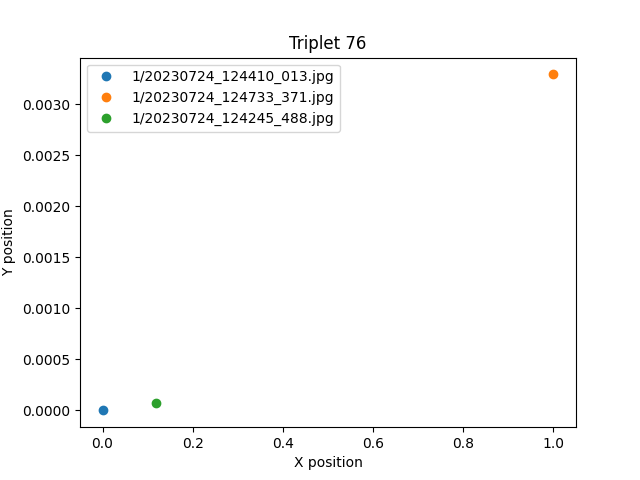 Triplet 76
1/20230724_124410_013.jpg
1/20230724_124733_371.jpg
1/20230724_124245_488.jpg
0.0030
0.0025
0.0020
0.0015
0.0010
0.0005
0.0000
Y position
0.0 0.2 0.4 0.6 0.8 1.0
X position